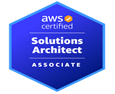 aws
certified
Solutions
Architect
ASSOCIATE